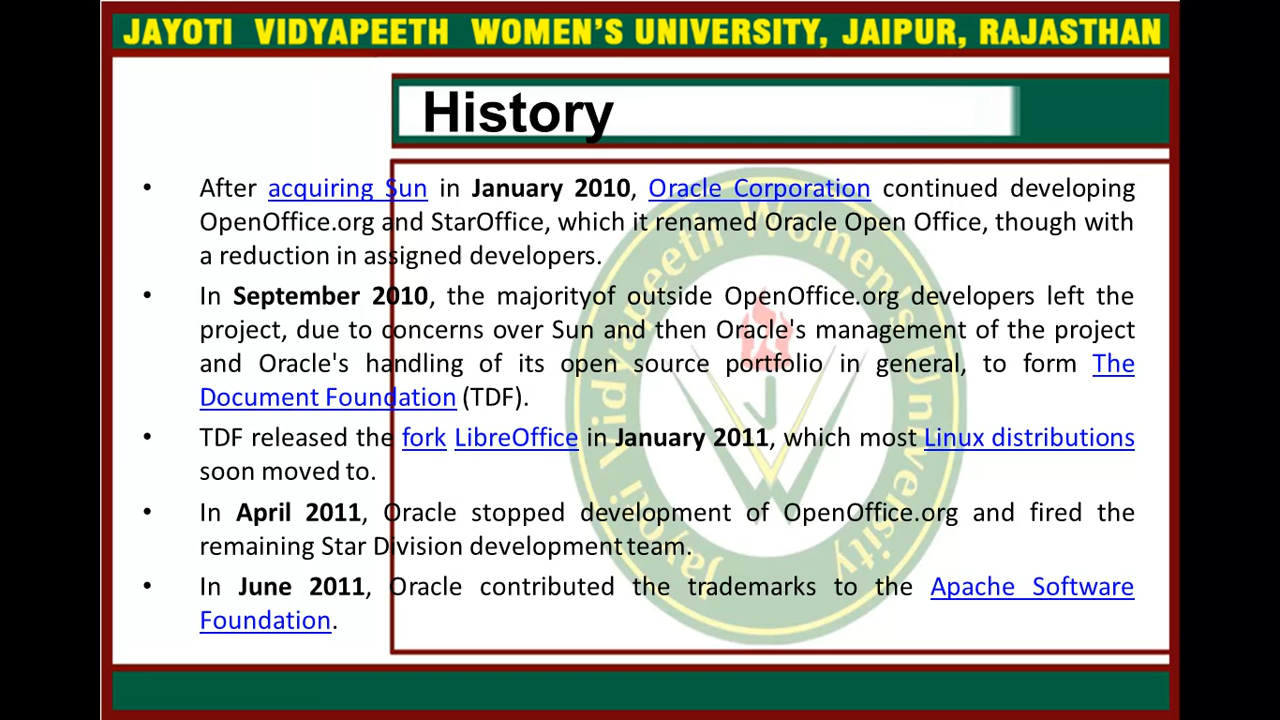 JAYOTI VIDYAPEETH WOMEN'S UNIVERSITY, JAIPUR, RAJASTHAN
History
• After acquiring Sun in January 2010, Oracle Corporation continued developing
OpenOffice.org and StarOffice, which it renamed Oracle Open Office, though with
a reduction in assigned developers.
• In September 2010, the majorityof outside OpenOffice.org developers left the
project, due to concerns over Sun and then Oracle's management of the project
and Oracle's handling of its open source portfolio in general, to form The
Document Foundation (TDF).
• TDF released the fork LibreOffice in January 2011, which most Linux distributions
soon moved to.
• In April 2011, Oracle stopped development of OpenOffice.org and fired the
remaining Star Division development team.
• In June 2011, Oracle contributed the trademarks to the Apache Software
Foundation.
Jayoti Vidyapeeth Women's University